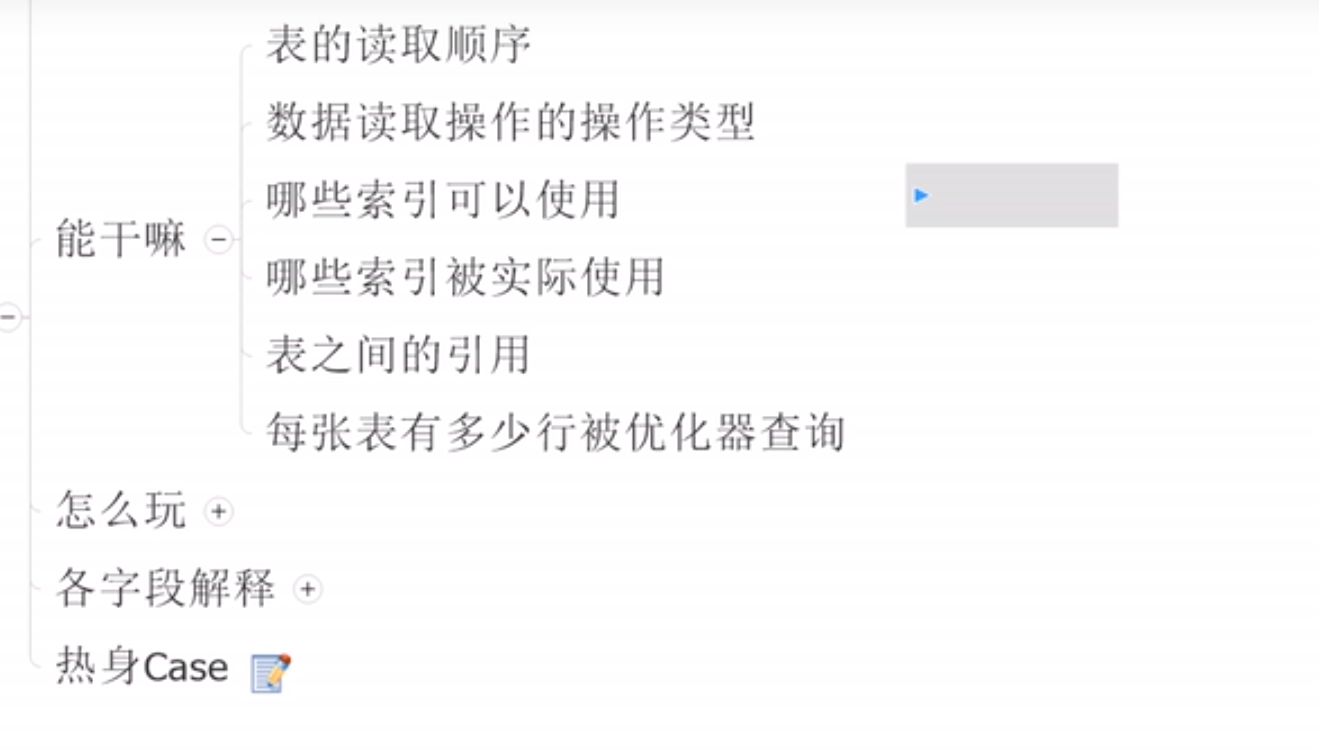 表的读取顺序
数据读取操作的操作类型
哪些索引可以使用
能干嘛
哪些索引被实际使用
表之间的引用
每张表有多少行被优化器查询
怎么玩
各字段解释
热身Case